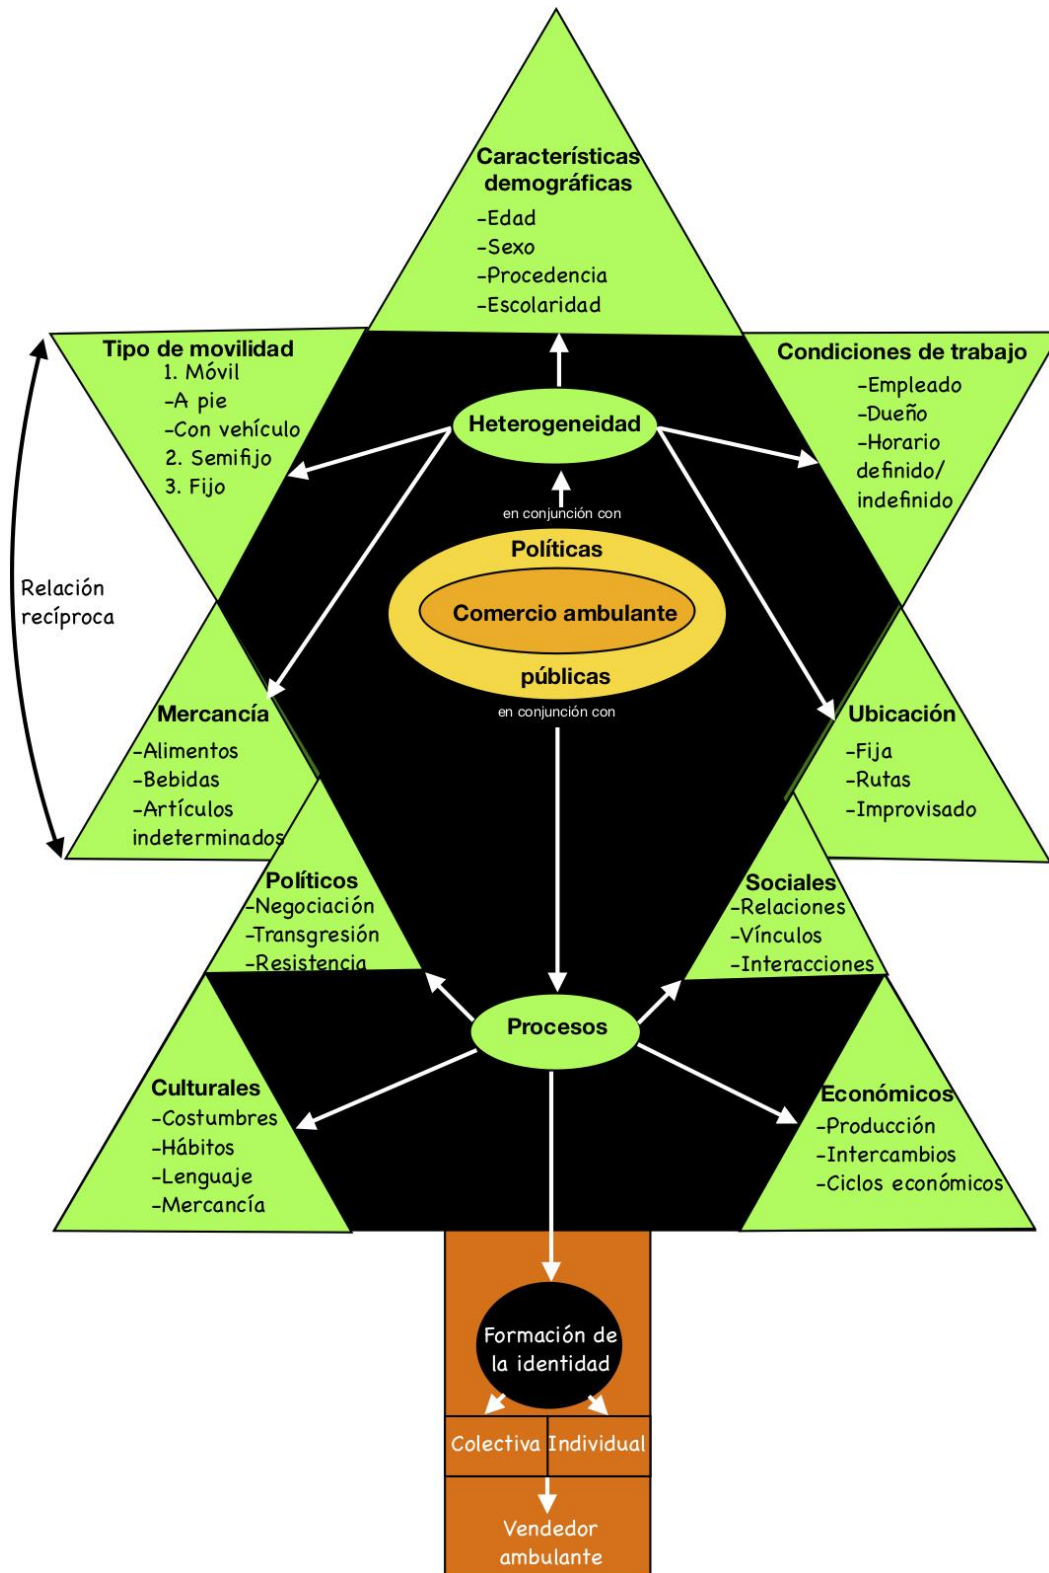 Características
demográficas
-Edad
-Sexo
-Procedencia
-Escolaridad
Tipo de movilidad
1. Móvil
-A pie
-Con vehículo
2. Semifijo
3. Fijo
Condiciones de trabajo
-Empleado
-Dueño
-Horario
definido/
indefinido
Heterogeneidad
en conjunción con
Políticas
Comercio ambulante
públicas
en conjunción con
Relación
recíproca
Mercancía
-Alimentos
-Bebidas
-Artículos
indeterminados
Ubicación
-Fija
-Rutas
-Improvisado
Políticos
-Negociación
-Transgresión
-Resistencia
Sociales
-Relaciones
-Vínculos
-Interacciones
Procesos
Culturales
-Costumbres
-Hábitos
-Lenguaje
-Mercancía
Económicos
-Producción
-Intercambios
-Ciclos económicos
Formación de
la identidad
Colectiva
Individual
Vendedor
ambulante